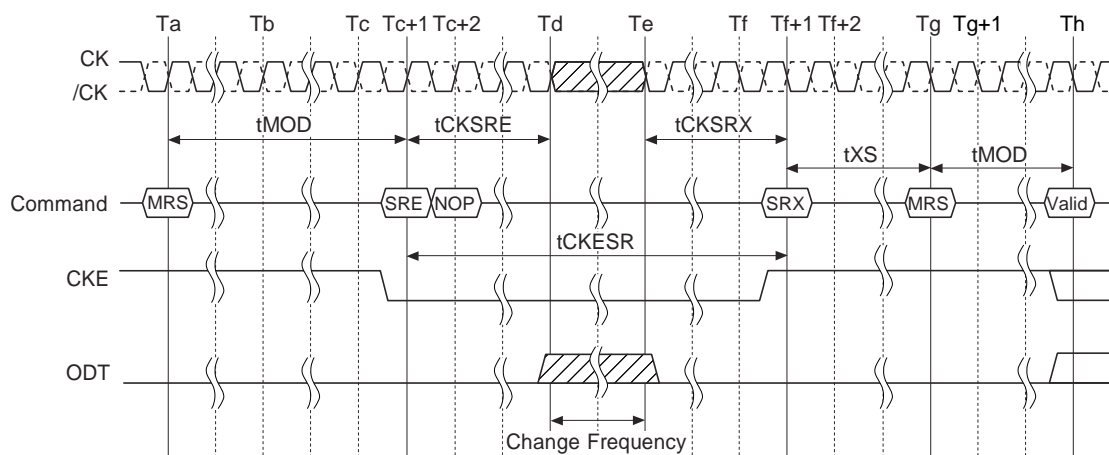 Ta Tb Tc Tc+1 Tc+2 Td Te Tf Tf+1 Tf+2 Tg Tg+1 Th
CK
/CK
tMOD tCKSRE tCKSRX
tXS tMOD
Command MRS SRE NOP SRX MRS Valid
tCKESR
CKE
ODT
Change Frequency